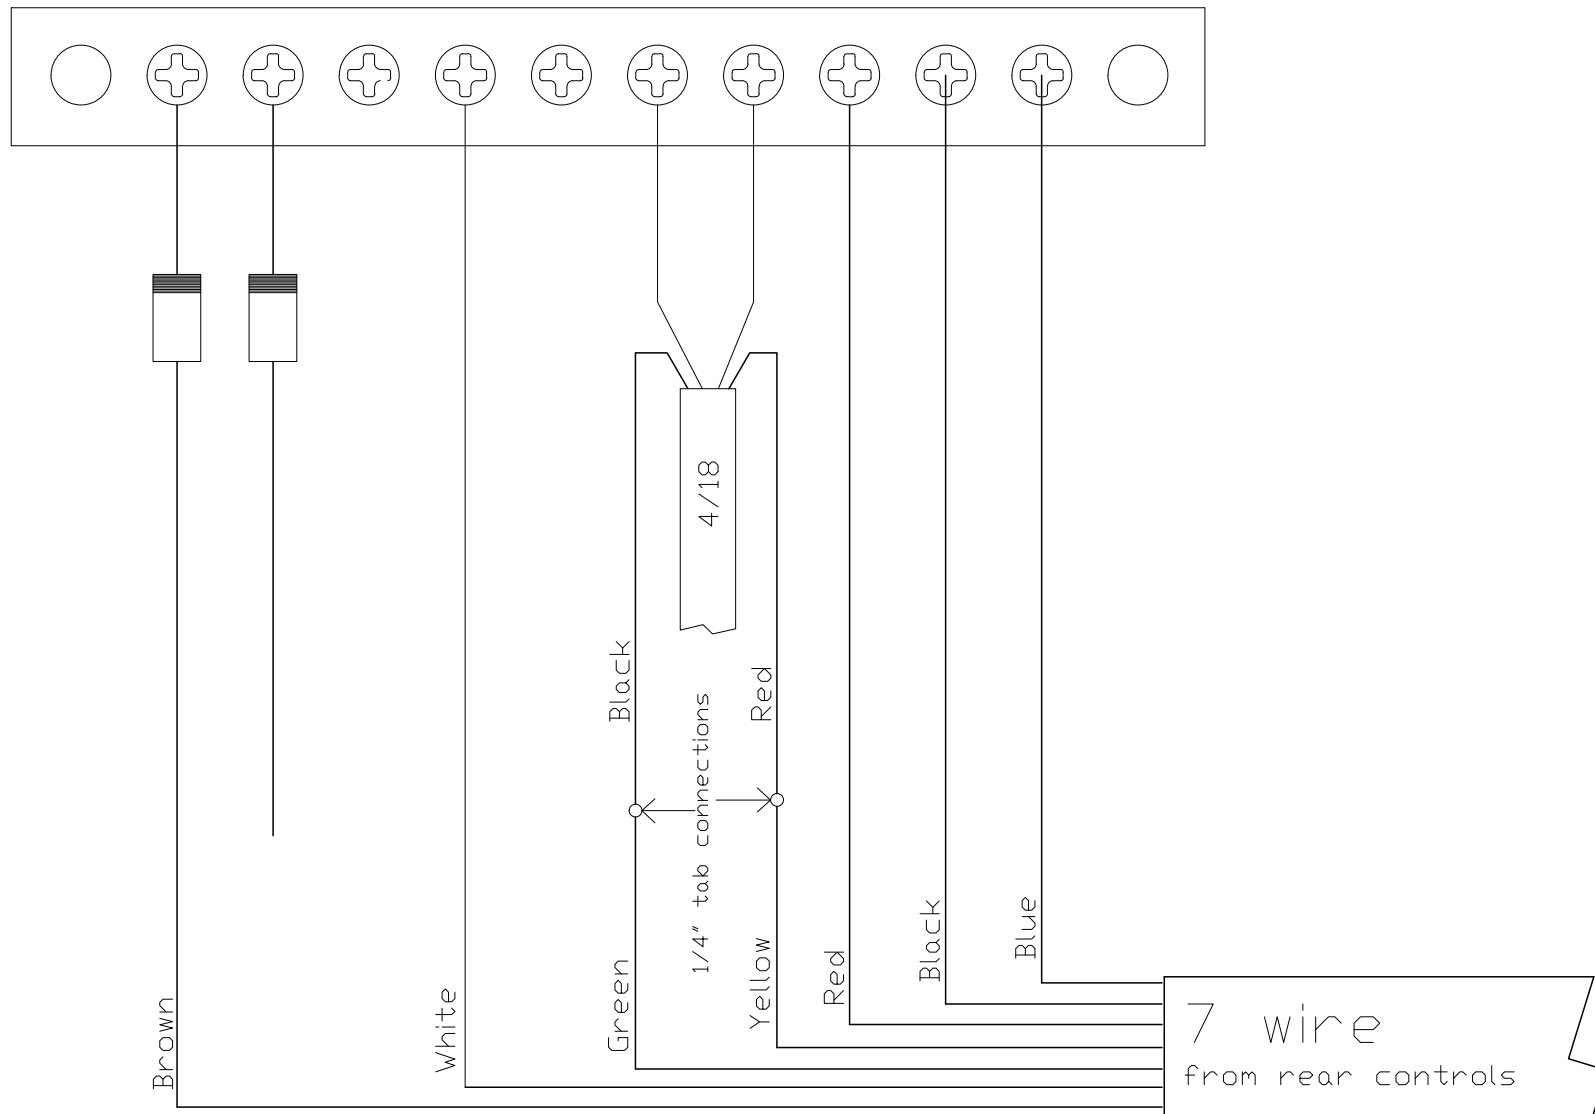 4/18
Black
Red
1/4" tab connections
Brown
White
Green
Yellow
Red
Black
Blue
7 wire
from rear controls